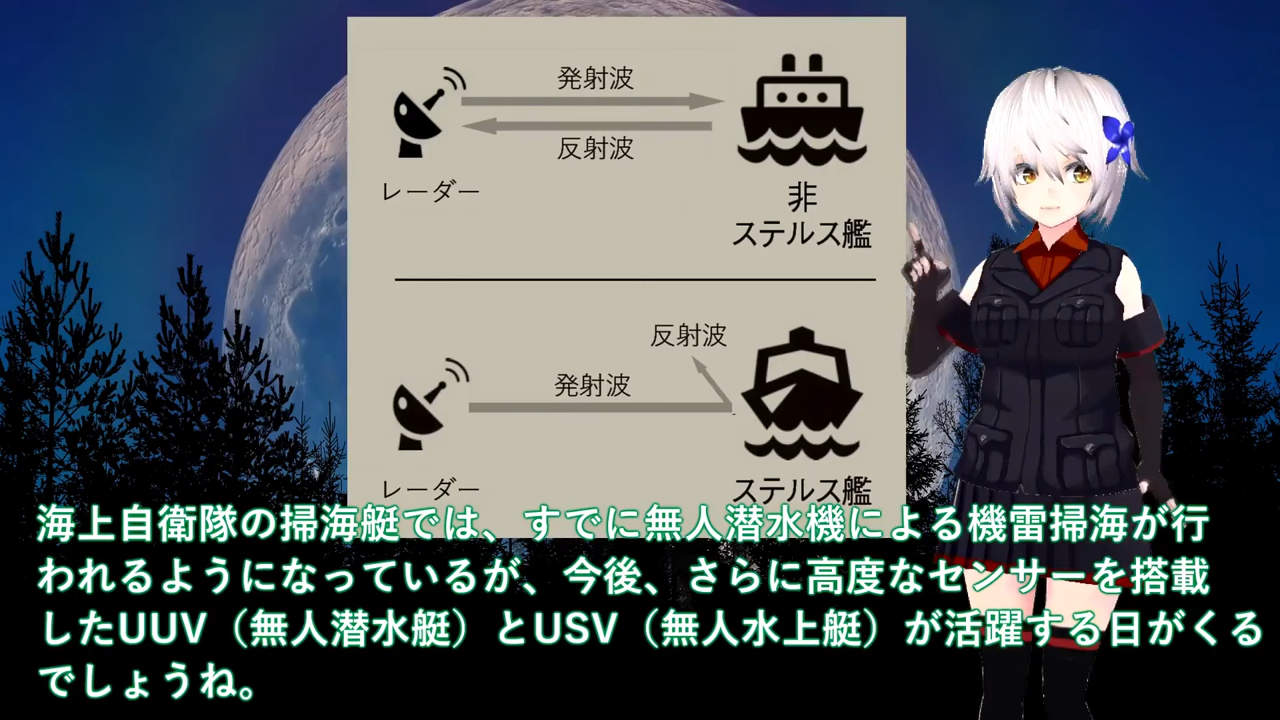 発射波
反射波
レーダー
非
ステルス艦
反射波
発射波
レーダー
ステルス艦
海上自衛隊の掃海艇では、すでに無人潜水機による機雷掃海が行
われるようになっているが、今後、さらに高度なセンサーを搭載
したUUV（無人潜水艇）とUSV（無人水上艇）が活躍する日がくる
でしょうね。